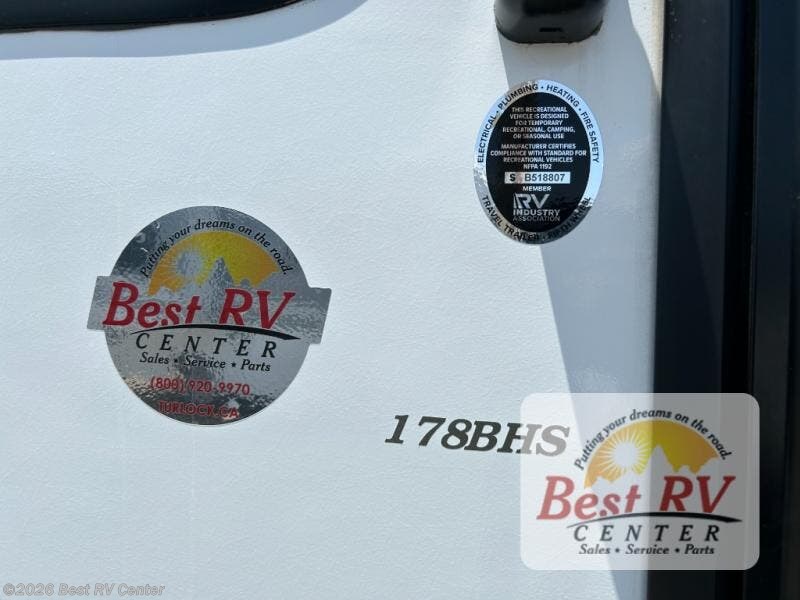 ELECTRICAL • PLUMBING • HEATING • FIRE SAFETY
THIS RECREATIONAL
VEHICLE IS DESIGNED
FOR TEMPORARY
RECREATIONAL, CAMPING,
OR SEASONAL USE
MANUFACTURER CERTIFIES
COMPLIANCE WITH STANDARD FOR
RECREATIONAL VEHICLES
NFPA 1192
S B518807
MEMBER
RV
INDUSTRY
ASSOCIATION
TRAVEL TRAILER
Putting your dreams on the road.
Best RV
CENTER
Sales • Service • Parts
(800) 920-9970
TURLOCK, CA
178BHS
Putting your dreams on the road.
Best RV
CENTER
Sales • Service • Parts
©2026 Best RV Center